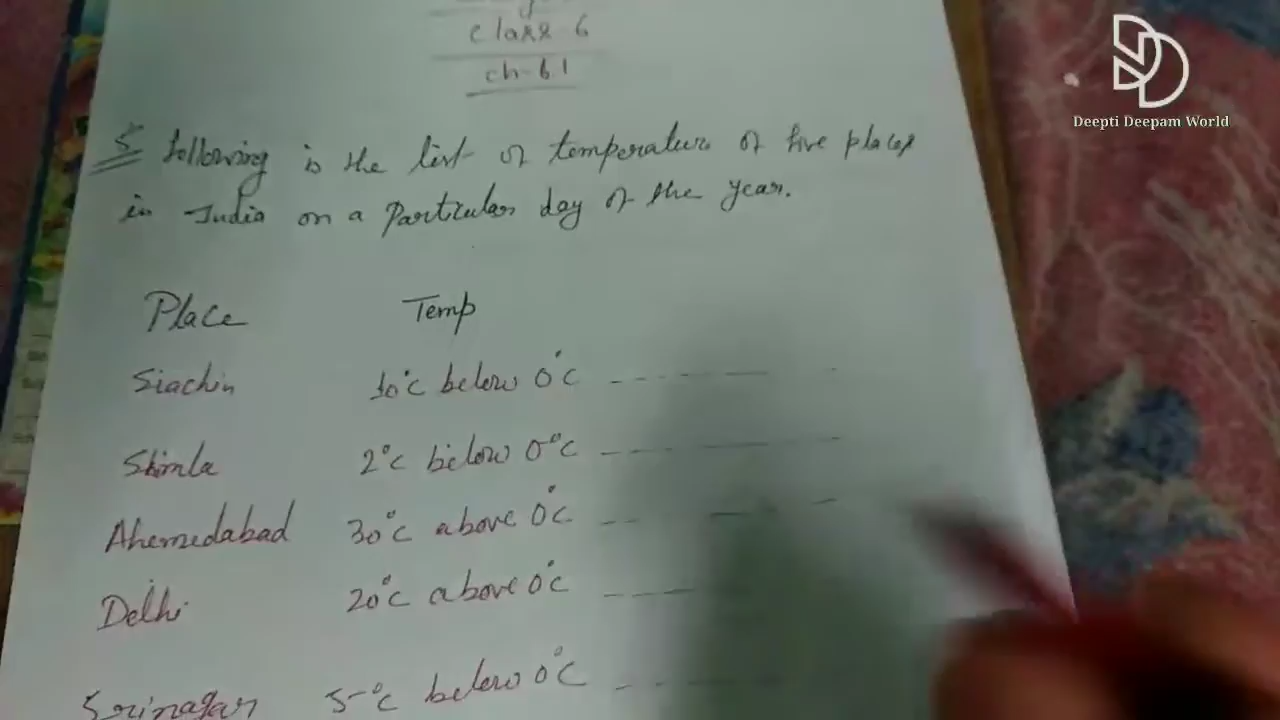 Class 6
ch-6.1
Deepti Deepam World
5 following is the list of temperature of five places
in India on a particular day of the year.
Place Temp
Siachin 10°C below 0°C
Shimla 2°C below 0°C
Ahemedabad 30°C above 0°C
Delhi 20°C above 0°C
Srinagar 5°C below 0°C